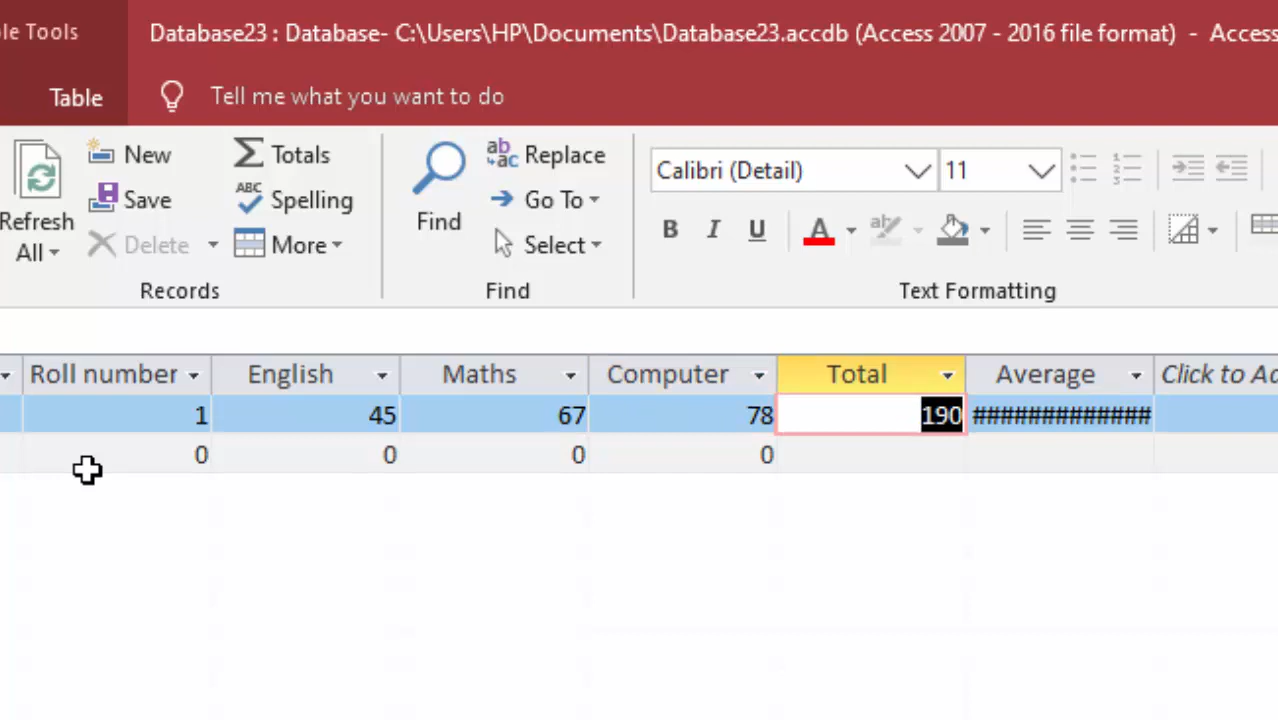 le Tools
Database23 : Database- C:\Users\HP\Documents\Database23.accdb (Access 2007 - 2016 file format) - Access
Table
Tell me what you want to do
Refresh All
New
Save
Delete
Totals
Spelling
More
Records
Find
Replace
Go To
Select
Find
Calibri (Detail)
11
B I U A
Text Formatting
Roll number English Maths Computer Total Average Click to Ad
1 45 67 78 190 #############
0 0 0 0